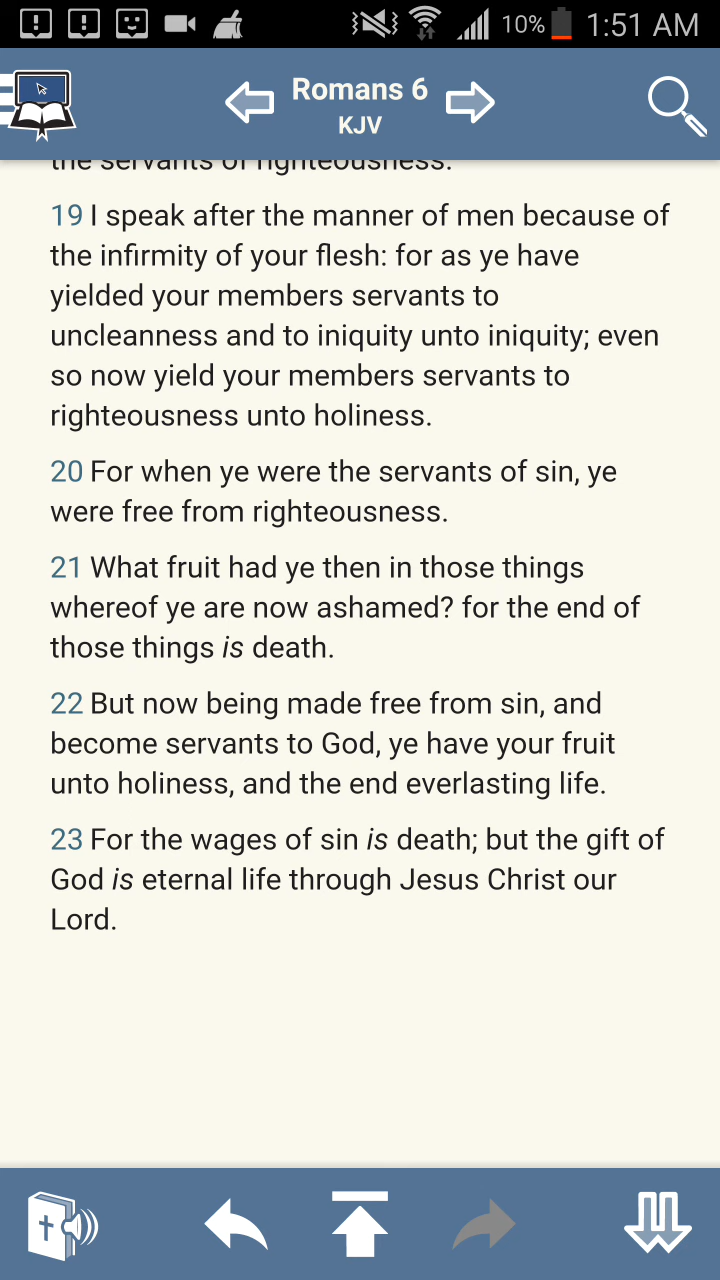 10% 1:51 AM
Romans 6
KJV
the servants of righteousness.
19 I speak after the manner of men because of
the infirmity of your flesh: for as ye have
yielded your members servants to
uncleanness and to iniquity unto iniquity; even
so now yield your members servants to
righteousness unto holiness.
20 For when ye were the servants of sin, ye
were free from righteousness.
21 What fruit had ye then in those things
whereof ye are now ashamed? for the end of
those things is death.
22 But now being made free from sin, and
become servants to God, ye have your fruit
unto holiness, and the end everlasting life.
23 For the wages of sin is death; but the gift of
God is eternal life through Jesus Christ our
Lord.